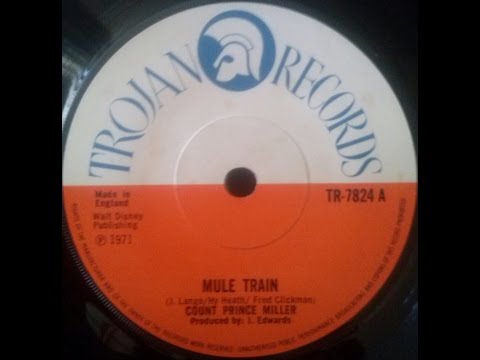 TROJAN RECORDS
Made in
England
TR-7824 A
Walt Disney
Publishing
℗ 1971
MULE TRAIN
(J. Lange/Hy Heath/ Fred Glickman)
COUNT PRINCE MILLER
Produced by: J. Edwards